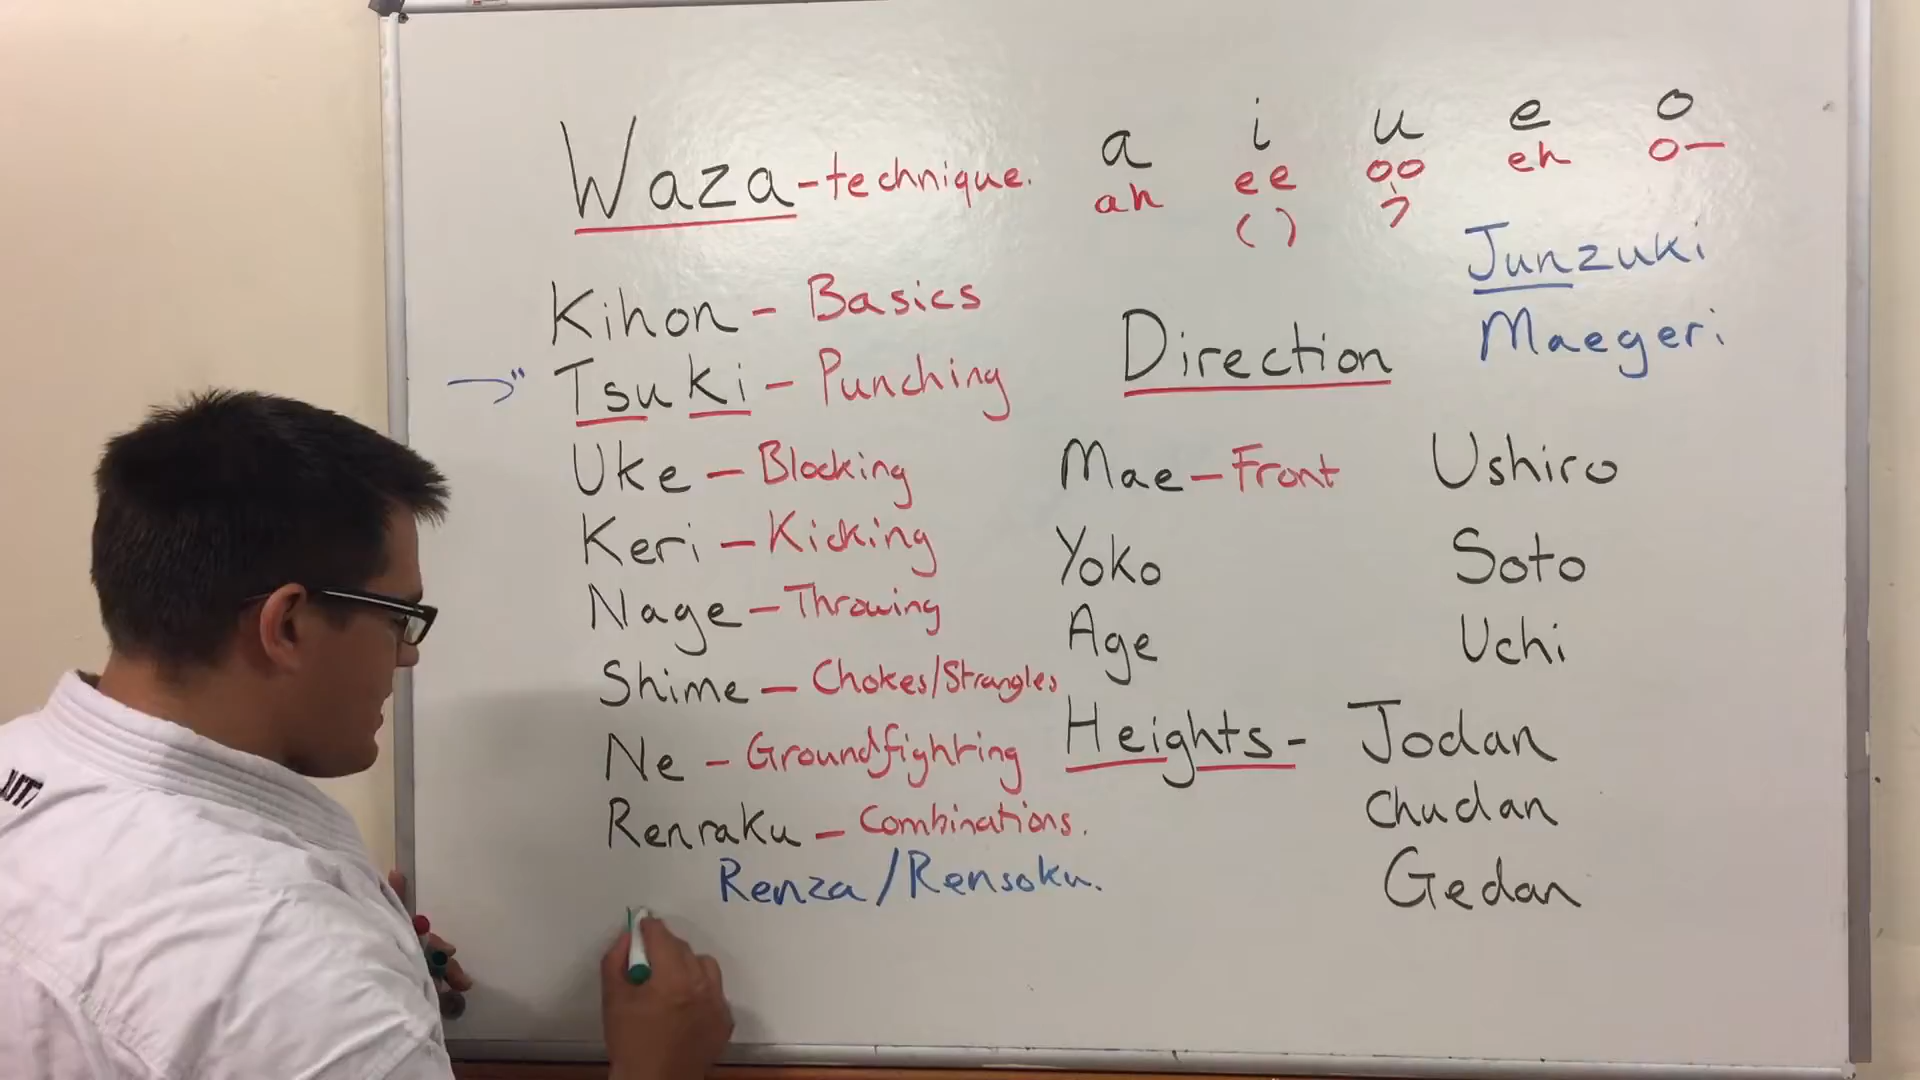 Waza - technique.
a i u e o
ah ee oo eh o—
( )
Junzuki
Maegeri
Kihon - Basics
Tsuki - Punching
Uke - Blocking
Keri - Kicking
Nage - Throwing
Shime - Chokes/Strangles
Ne - Groundfighting
Renraku - Combinations.
Renza / Rensoku.
Direction
Mae - Front Ushiro
Yoko Soto
Age Uchi
Heights - Jodan
Chudan
Gedan